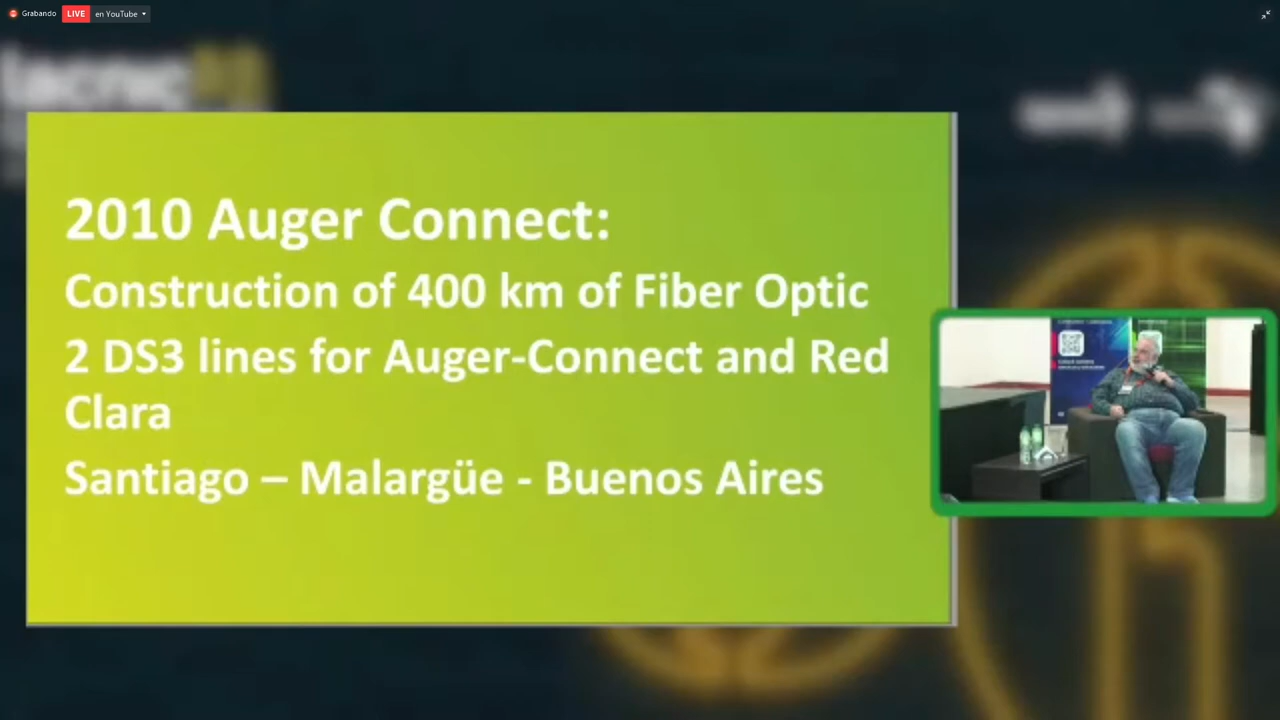 Grabando LIVE en YouTube
2010 Auger Connect:
Construction of 400 km of Fiber Optic
2 DS3 lines for Auger-Connect and Red
Clara
Santiago – Malargüe - Buenos Aires